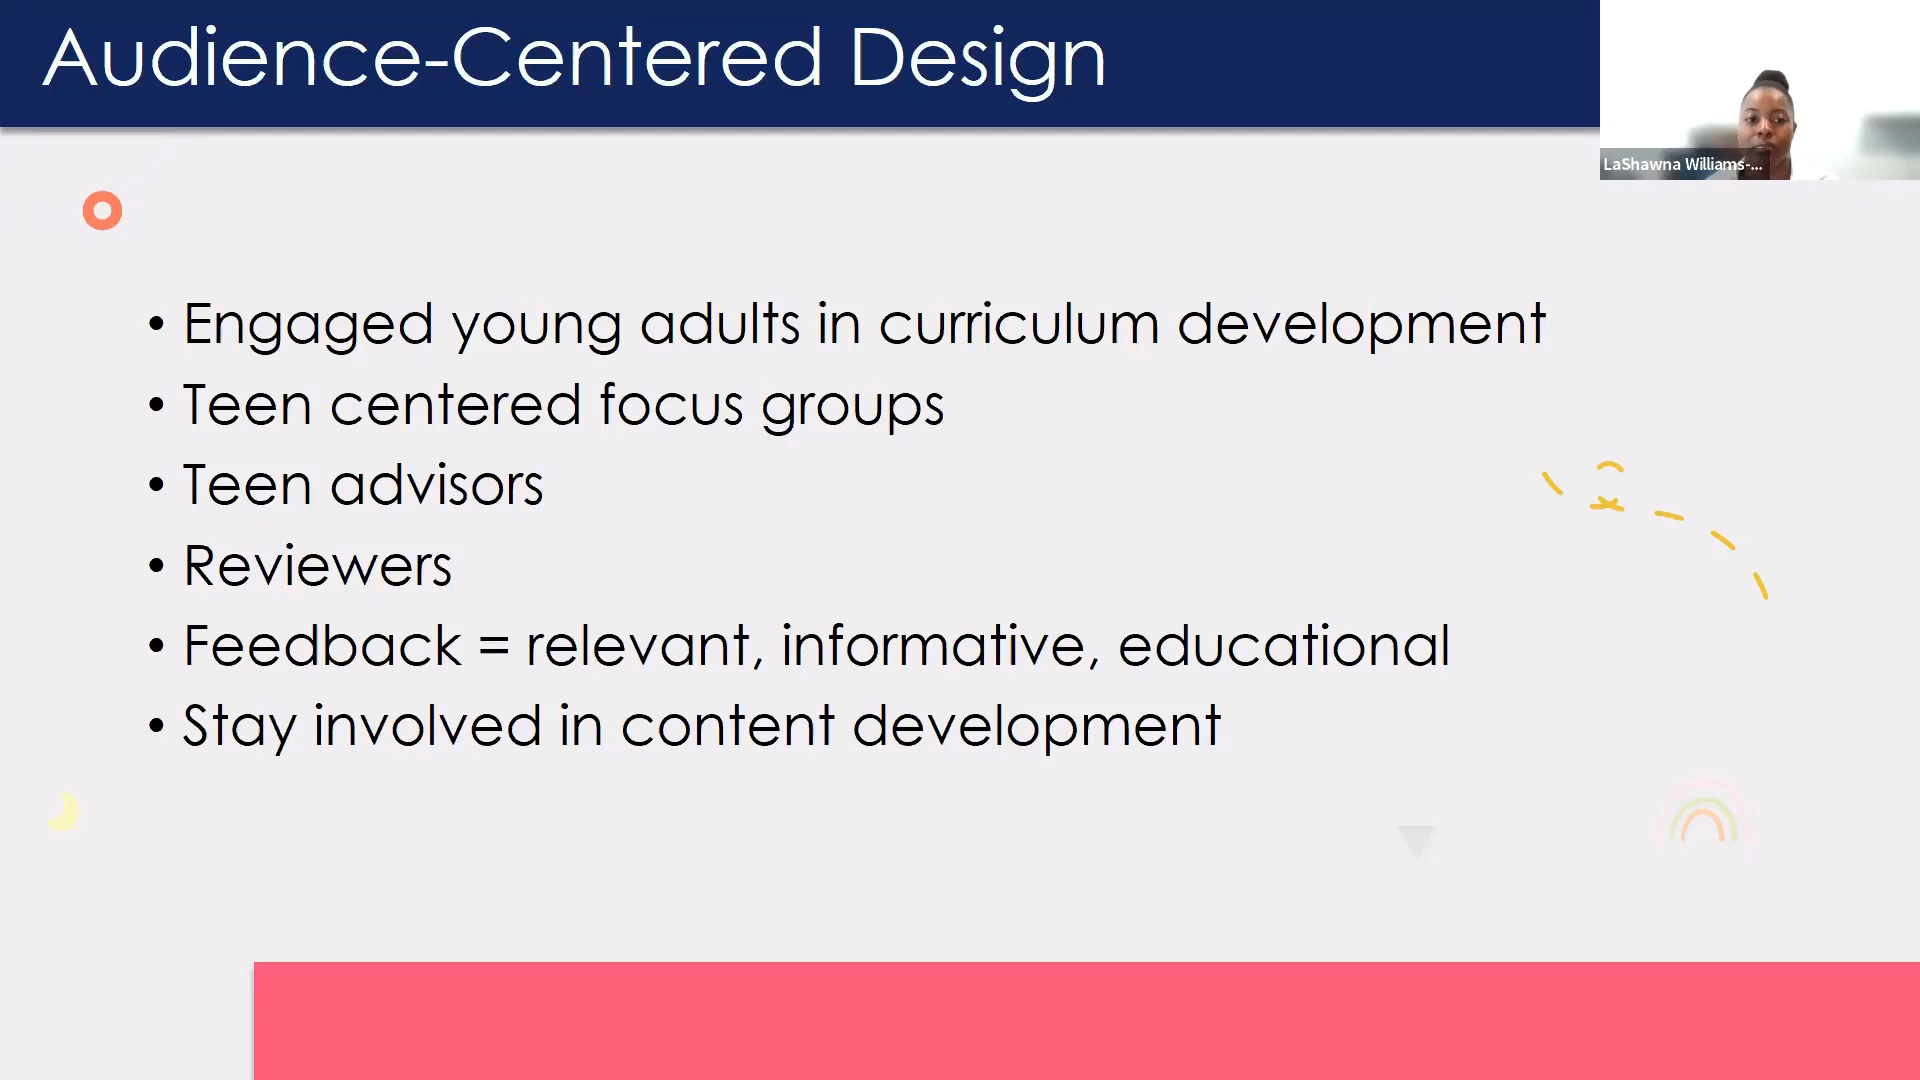 Audience-Centered Design
LaShawna Williams-...
• Engaged young adults in curriculum development
• Teen centered focus groups
• Teen advisors
• Reviewers
• Feedback = relevant, informative, educational
• Stay involved in content development